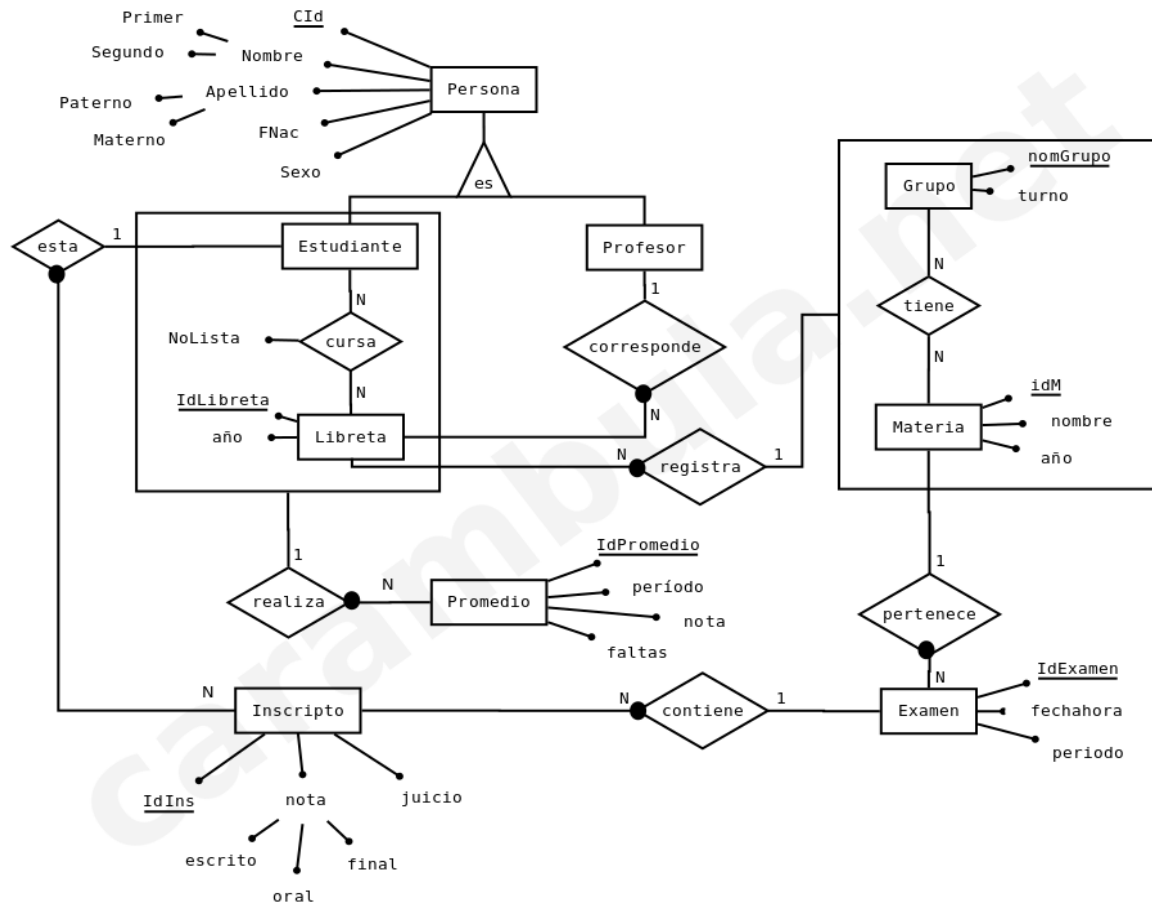 Primer
CId
Segundo
Nombre
Persona
Paterno
Apellido
Materno
FNac
Sexo
es
nomGrupo
Grupo
turno
esta
1
Estudiante
Profesor
N
1
N
tiene
NoLista
cursa
corresponde
N
N
IdLibreta
N
idM
año
Libreta
Materia
nombre
año
N
registra
1
1
IdPromedio
1
realiza
N
Promedio
período
nota
faltas
pertenece
N
IdExamen
N
Inscripto
N
contiene
1
Examen
fechahora
periodo
IdIns
nota
juicio
escrito
final
oral
carambuia.net